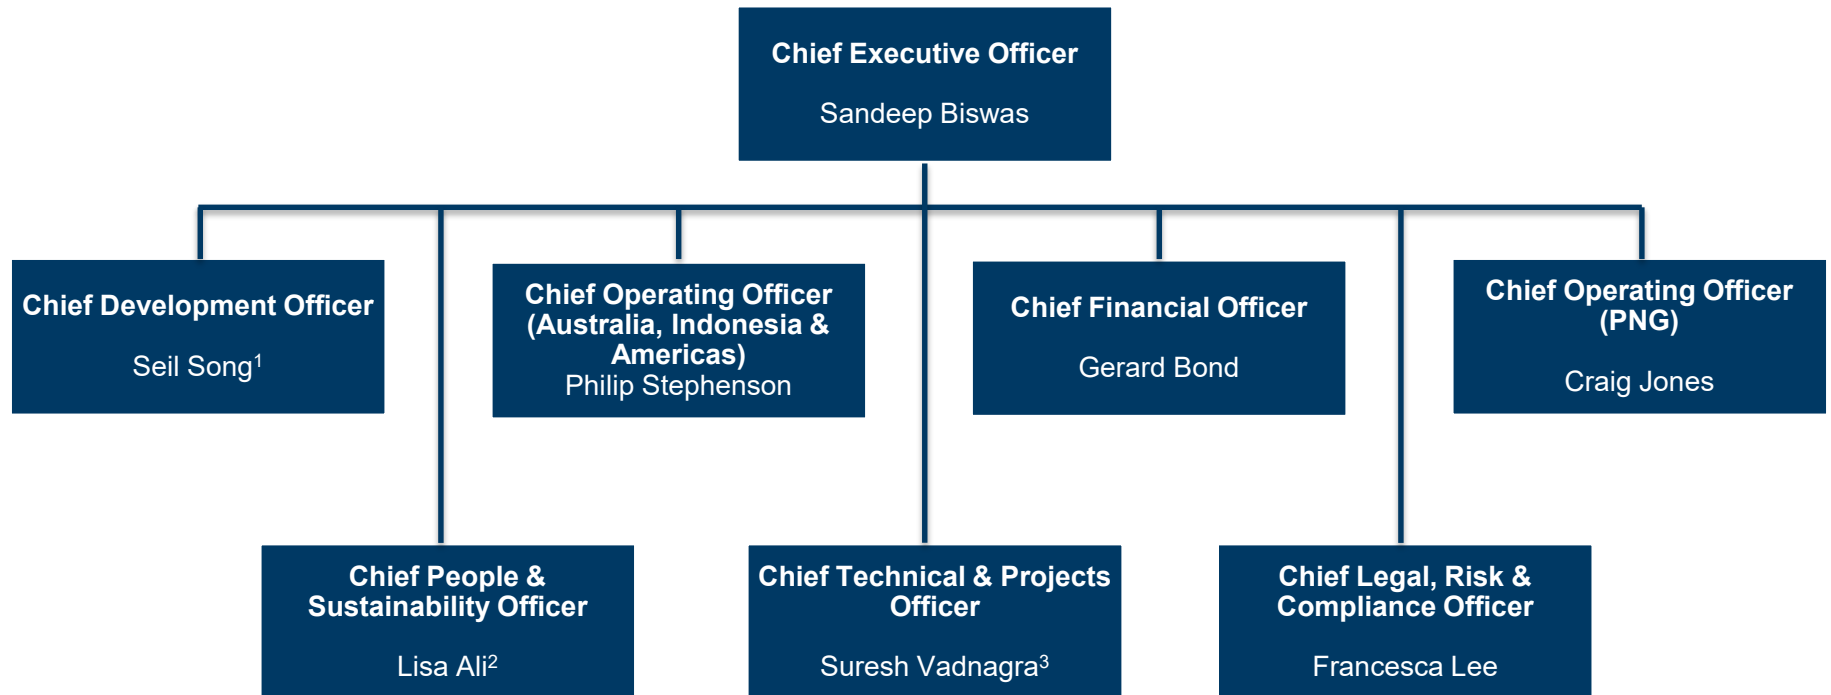 Chief Executive Officer
Sandeep Biswas
Chief Development Officer
Seil Song¹
Chief Operating Officer
(Australia, Indonesia &
Americas)
Philip Stephenson
Chief Financial Officer
Gerard Bond
Chief Operating Officer
(PNG)
Craig Jones
Chief People &
Sustainability Officer
Lisa Ali²
Chief Technical & Projects
Officer
Suresh Vadnagra³
Chief Legal, Risk &
Compliance Officer
Francesca Lee